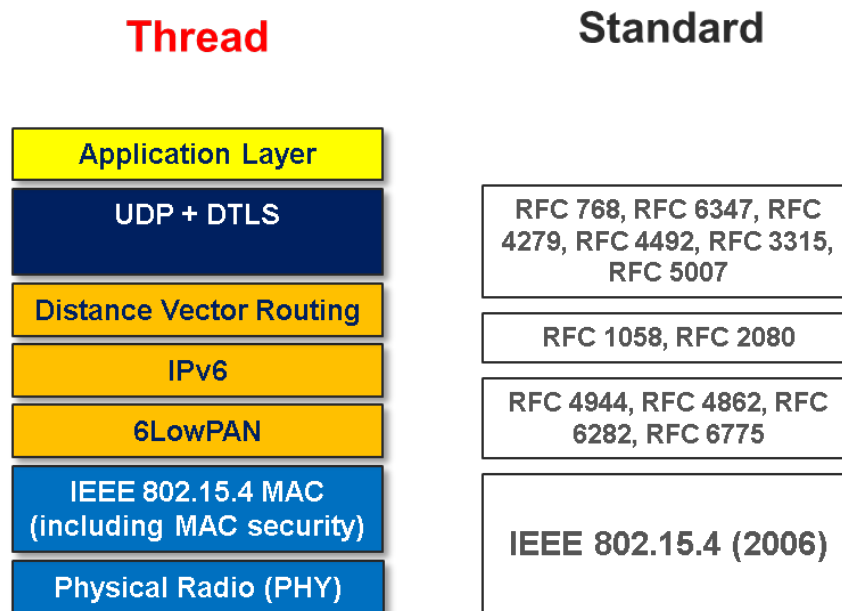 Thread
Standard
Application Layer
UDP + DTLS
RFC 768, RFC 6347, RFC
4279, RFC 4492, RFC 3315,
RFC 5007
Distance Vector Routing
RFC 1058, RFC 2080
IPv6
6LowPAN
RFC 4944, RFC 4862, RFC
6282, RFC 6775
IEEE 802.15.4 MAC
(including MAC security)
IEEE 802.15.4 (2006)
Physical Radio (PHY)